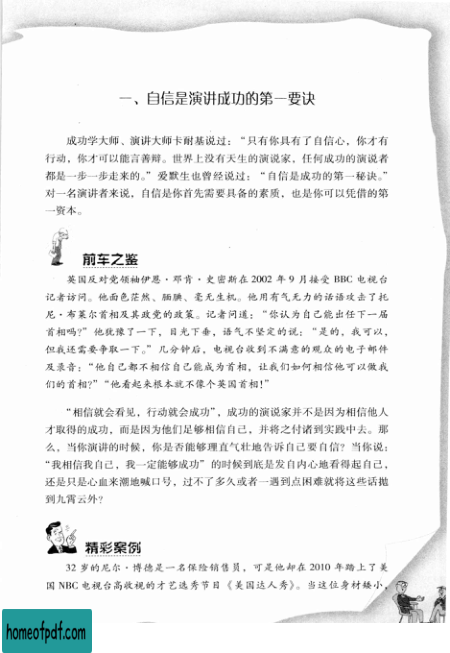 一、自信是演讲成功的第一要诀
成功学大师、演讲大师卡耐基说过：“只有你具有了自信心，你才有
行动，你才可以能言善辩。世界上没有天生的演说家，任何成功的演说者
都是一步一步走来的。”爱默生也曾经说过：“自信是成功的第一秘诀。”
对一名演讲者来说，自信是你首先需要具备的素质，也是你可以凭借的第
一资本。
前车之鉴
英国反对党领袖伊恩·邓肯·史密斯在 2002 年 9 月接受 BBC 电视台
记者访问。他面色茫然、腼腆、毫无生机。他用有气无力的话语攻击了托
尼·布莱尔首相及其政党的政策。记者问道：“你认为自己能出任下一届
首相吗？”他犹豫了一下，目光下垂，语气不坚定的说：“是的，我可以，
但我还需要争取一下。”几分钟后，电视台收到不满意的观众的电子邮件
及录音：“他自己都不相信自己能成为首相，让我们如何相信他可以做我
们的首相？”“他看起来根本就不像个英国首相！”
“相信就会看见，行动就会成功”，成功的演说家并不是因为相信他人
才取得的成功，而是因为他们足够相信自己，并将之付诸到实践中去。那
么，当你演讲的时候，你是否能够理直气壮地告诉自己要自信？当你说：
“我相信我自己，我一定能够成功”的时候到底是发自内心地看得起自己，
还是只是心血来潮地喊口号，过不了多久或者一遇到点困难就将这些话抛
到九霄云外？
精彩案例
32 岁的尼尔·博德是一名保险销售员，可是他却在 2010 年踏上了美
国 NBC 电视台高收视的才艺选秀节目《美国达人秀》。当这位身材矮小、
homeofpdf.com